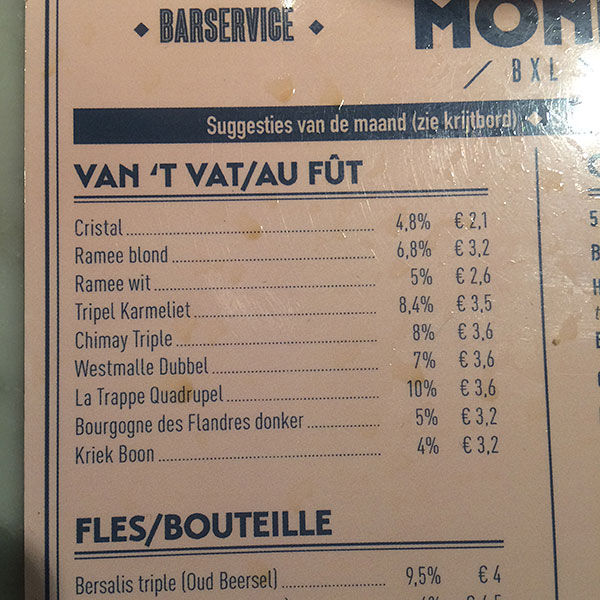 BARSERVICE
BXL
Suggesties van de maand (zie krijtbord)
VAN ‘T VAT/AU FÛT
Cristal 4,8% € 2,1
Ramee blond 6,8% € 3,2
Ramee wit 5% € 2,6
Tripel Karmeliet 8,4% € 3,5
Chimay Triple 8% € 3,6
Westmalle Dubbel 7% € 3,6
La Trappe Quadrupel 10% € 3,6
Bourgogne des Flandres donker 5% € 3,2
Kriek Boon 4% € 3,2
FLES/BOUTEILLE
Bersalis triple (Oud Beersel) 9,5% € 4